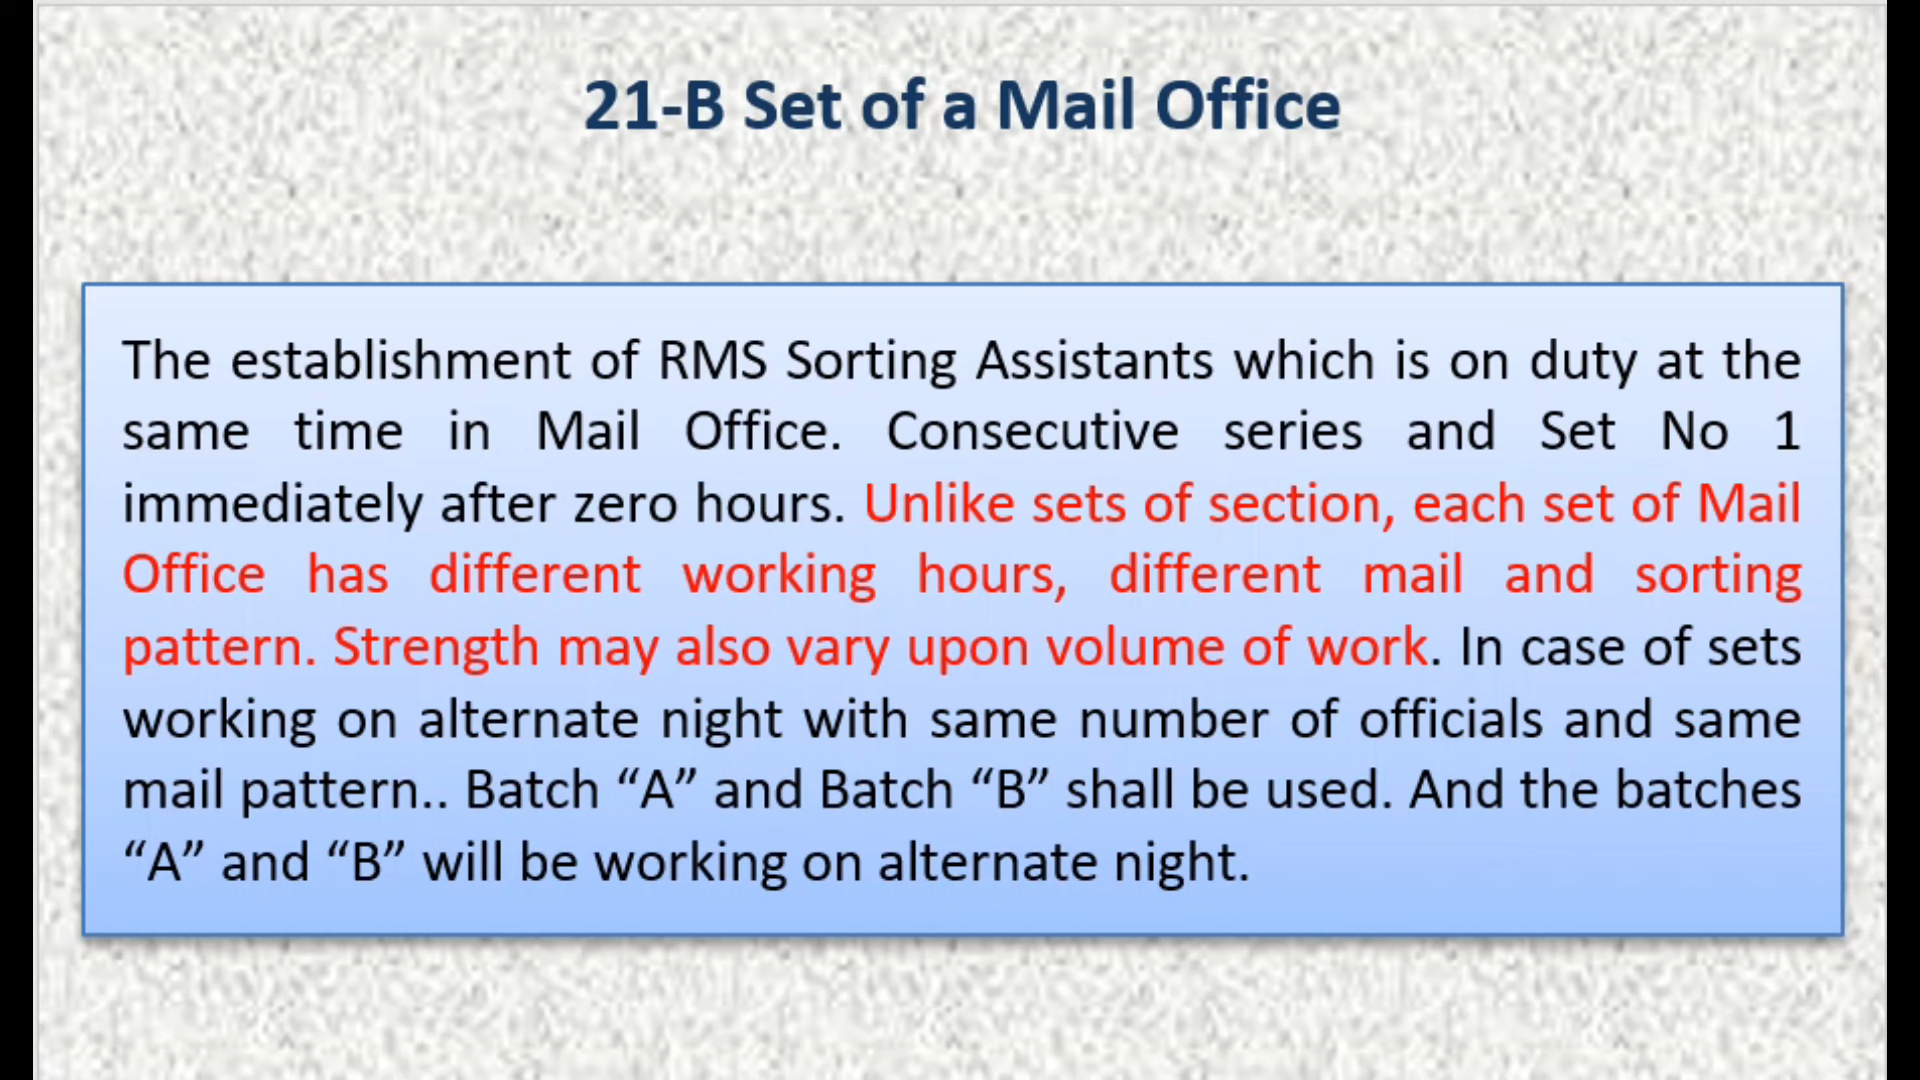 21-B Set of a Mail Office
The establishment of RMS Sorting Assistants which is on duty at the
same time in Mail Office. Consecutive series and Set No 1
immediately after zero hours. Unlike sets of section, each set of Mail
Office has different working hours, different mail and sorting
pattern. Strength may also vary upon volume of work. In case of sets
working on alternate night with same number of officials and same
mail pattern.. Batch “A” and Batch “B” shall be used. And the batches
“A” and “B” will be working on alternate night.